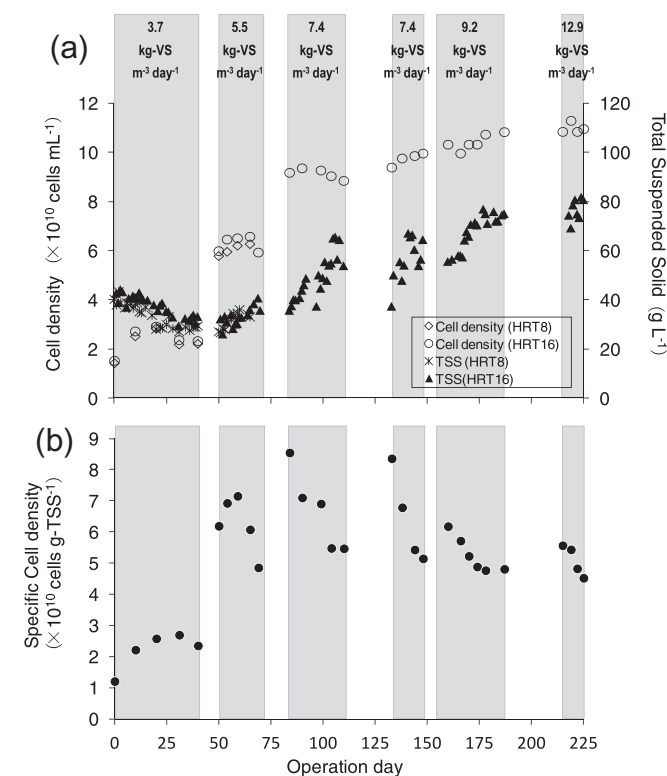 (a)
3.7
kg-VS
m⁻³ day⁻¹
5.5
kg-VS
m⁻³ day⁻¹
7.4
kg-VS
m⁻³ day⁻¹
7.4
kg-VS
m⁻³ day⁻¹
9.2
kg-VS
m⁻³ day⁻¹
12.9
kg-VS
m⁻³ day⁻¹
Cell density (×10¹⁰ cells mL⁻¹)
12
10
8
6
4
2
0
120
100
80
60
40
20
0
Total Suspended Solid (g L⁻¹)
Cell density (HRT8)
Cell density (HRT16)
TSS (HRT8)
TSS(HRT16)
(b)
Specific Cell density
(×10¹⁰ cells g-TSS⁻¹)
9
8
7
6
5
4
3
2
1
0
0 25 50 75 100 125 150 175 200 225
Operation day